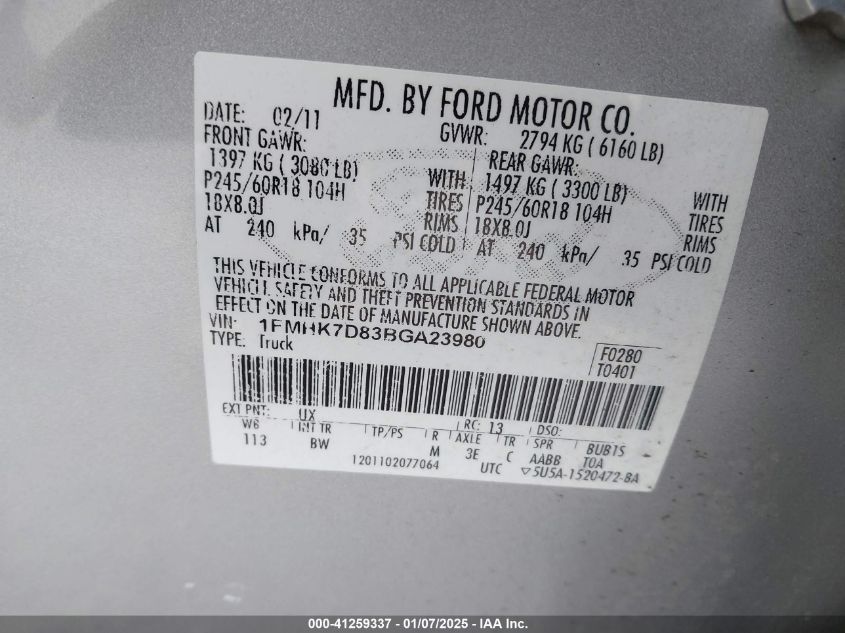 MFD. BY FORD MOTOR CO.
DATE: 02/11 GVWR: 2794 KG ( 6160 LB)
FRONT GAWR: REAR GAWR:
1397 KG ( 3080 LB) WITH 1497 KG ( 3300 LB) WITH
P245/60R18 104H TIRES P245/60R18 104H TIRES
18X8.0J RIMS 18X8.0J RIMS
AT 240 kPa/ 35 PSI COLD AT 240 kPa/ 35 PSI COLD
THIS VEHICLE CONFORMS TO ALL APPLICABLE FEDERAL MOTOR
VEHICLE SAFETY AND THEFT PREVENTION STANDARDS IN
EFFECT ON THE DATE OF MANUFACTURE SHOWN ABOVE.
VIN: 1FMHK7D83BGA23980
TYPE: Truck
F0280
T0401
EXT PNT: UX RC: 13 DSO:
W6 INT TR TP/PS R AXLE TR SPR BUB1S
113 BW M 3E C AABB T0A
1201102077064 UTC ▽5U5A-1520472-BA
000-41259337 - 01/07/2025 - IAA Holdings, LLC.